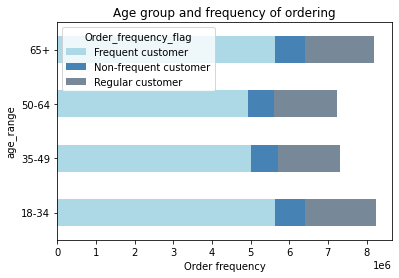 Age group and frequency of ordering
Order_frequency_flag
Frequent customer
Non-frequent customer
Regular customer
age_range
65+
50-64
35-49
18-34
0 1 2 3 4 5 6 7 8
1e6
Order frequency